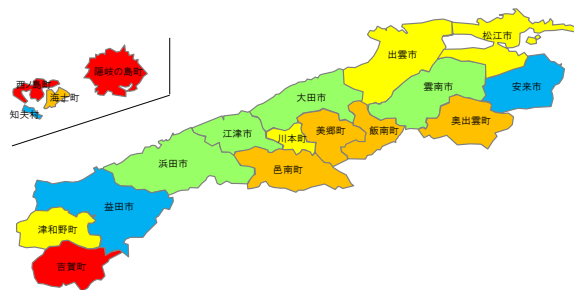 松江市
出雲市
隠岐の島町
西ノ島町
海士町
知夫村
安来市
雲南市
大田市
奥出雲町
飯南町
美郷町
川本町
江津市
邑南町
浜田市
益田市
津和野町
吉賀町